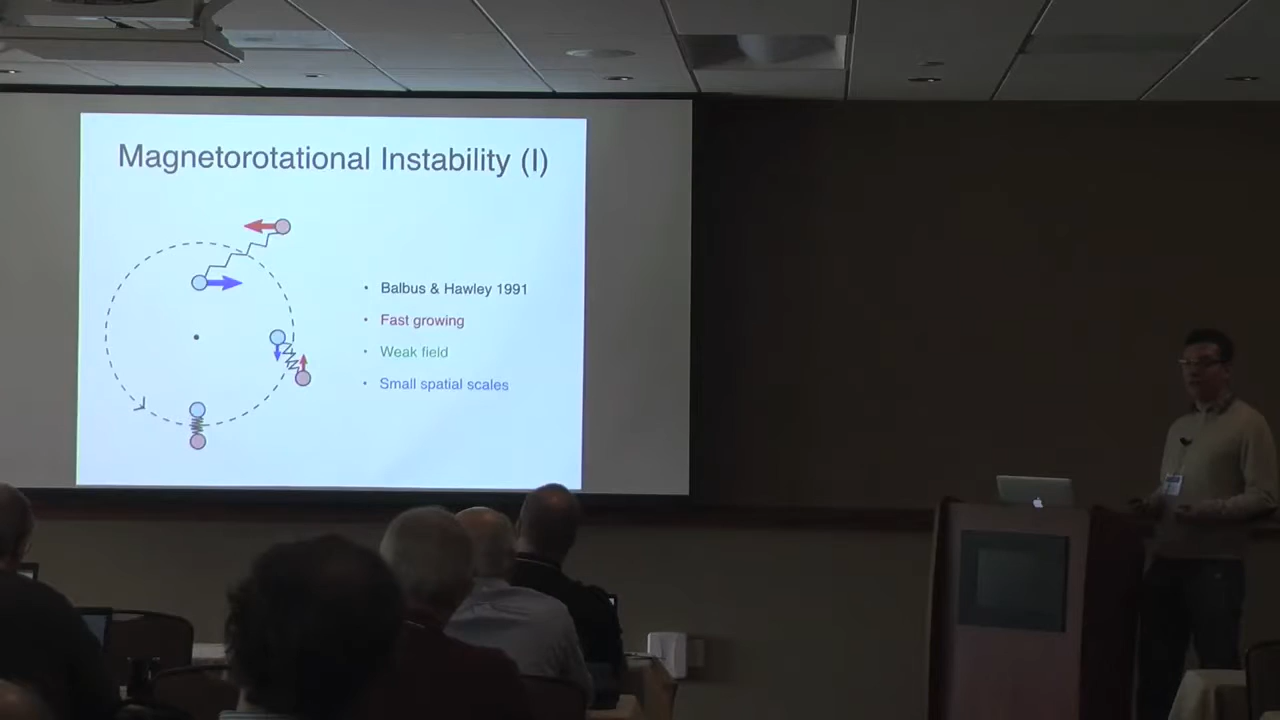 Magnetorotational Instability (I)
• Balbus & Hawley 1991
• Fast growing
• Weak field
• Small spatial scales